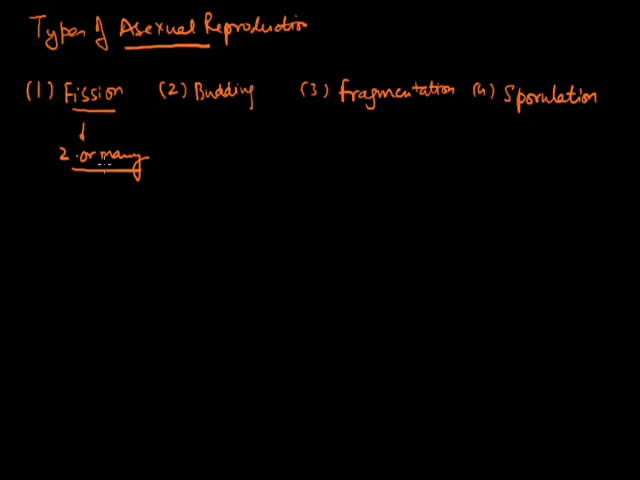 Types of Asexual Reproduction
(1) Fission (2) Budding (3) Fragmentation (4) Sporulation
2 or many